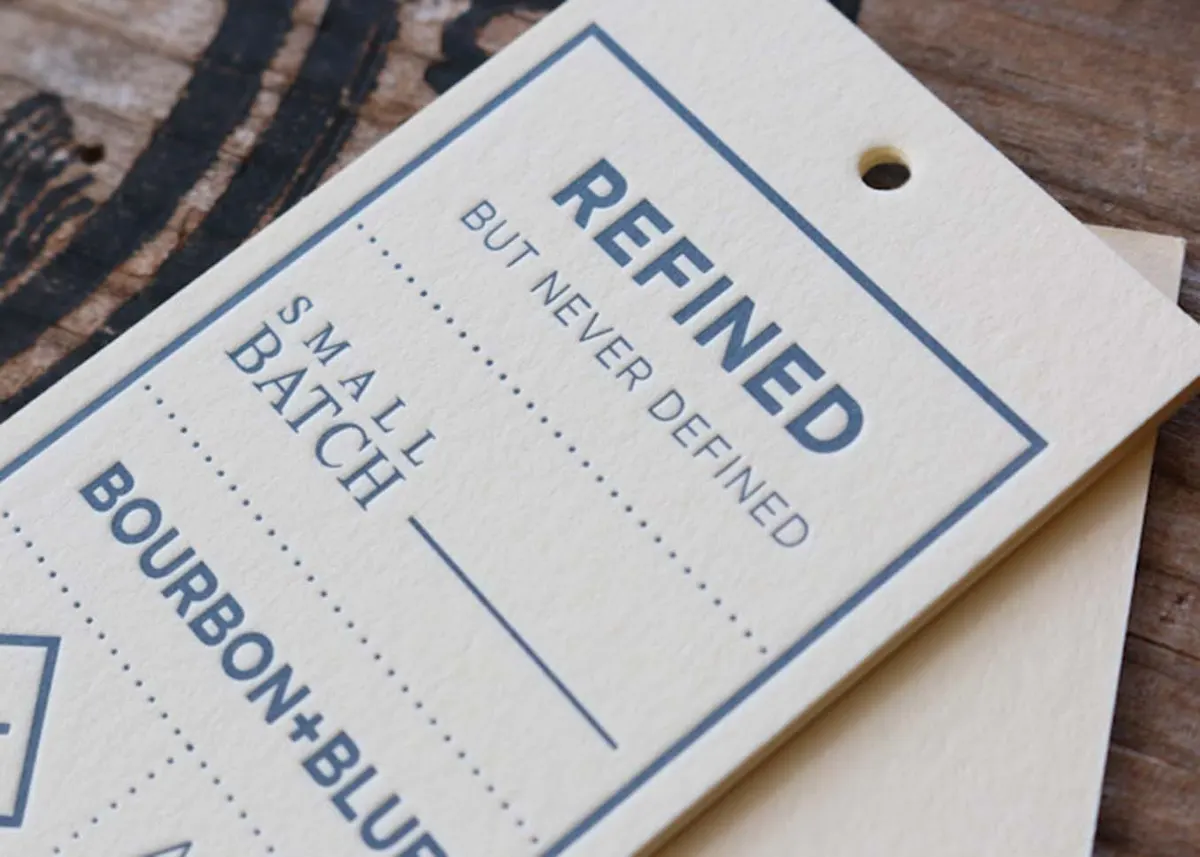 REFINED
BUT NEVER DEFINED
SMALL
BATCH
BOURBON+BLUE